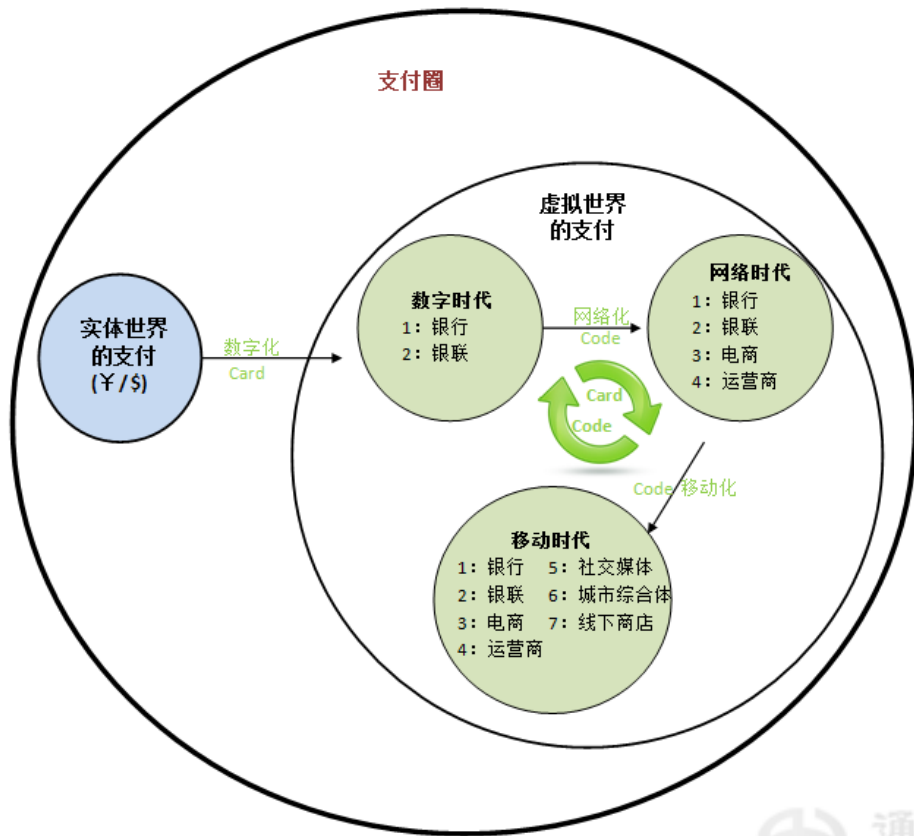 支付圈
虚拟世界
的支付
实体世界
的支付
(￥/$)
数字化
Card
数字时代
1：银行
2：银联
网络化
Code
网络时代
1：银行
2：银联
3：电商
4：运营商
Card
Code
Code 移动化
移动时代
1：银行 5：社交媒体
2：银联 6：城市综合体
3：电商 7：线下商店
4：运营商
通